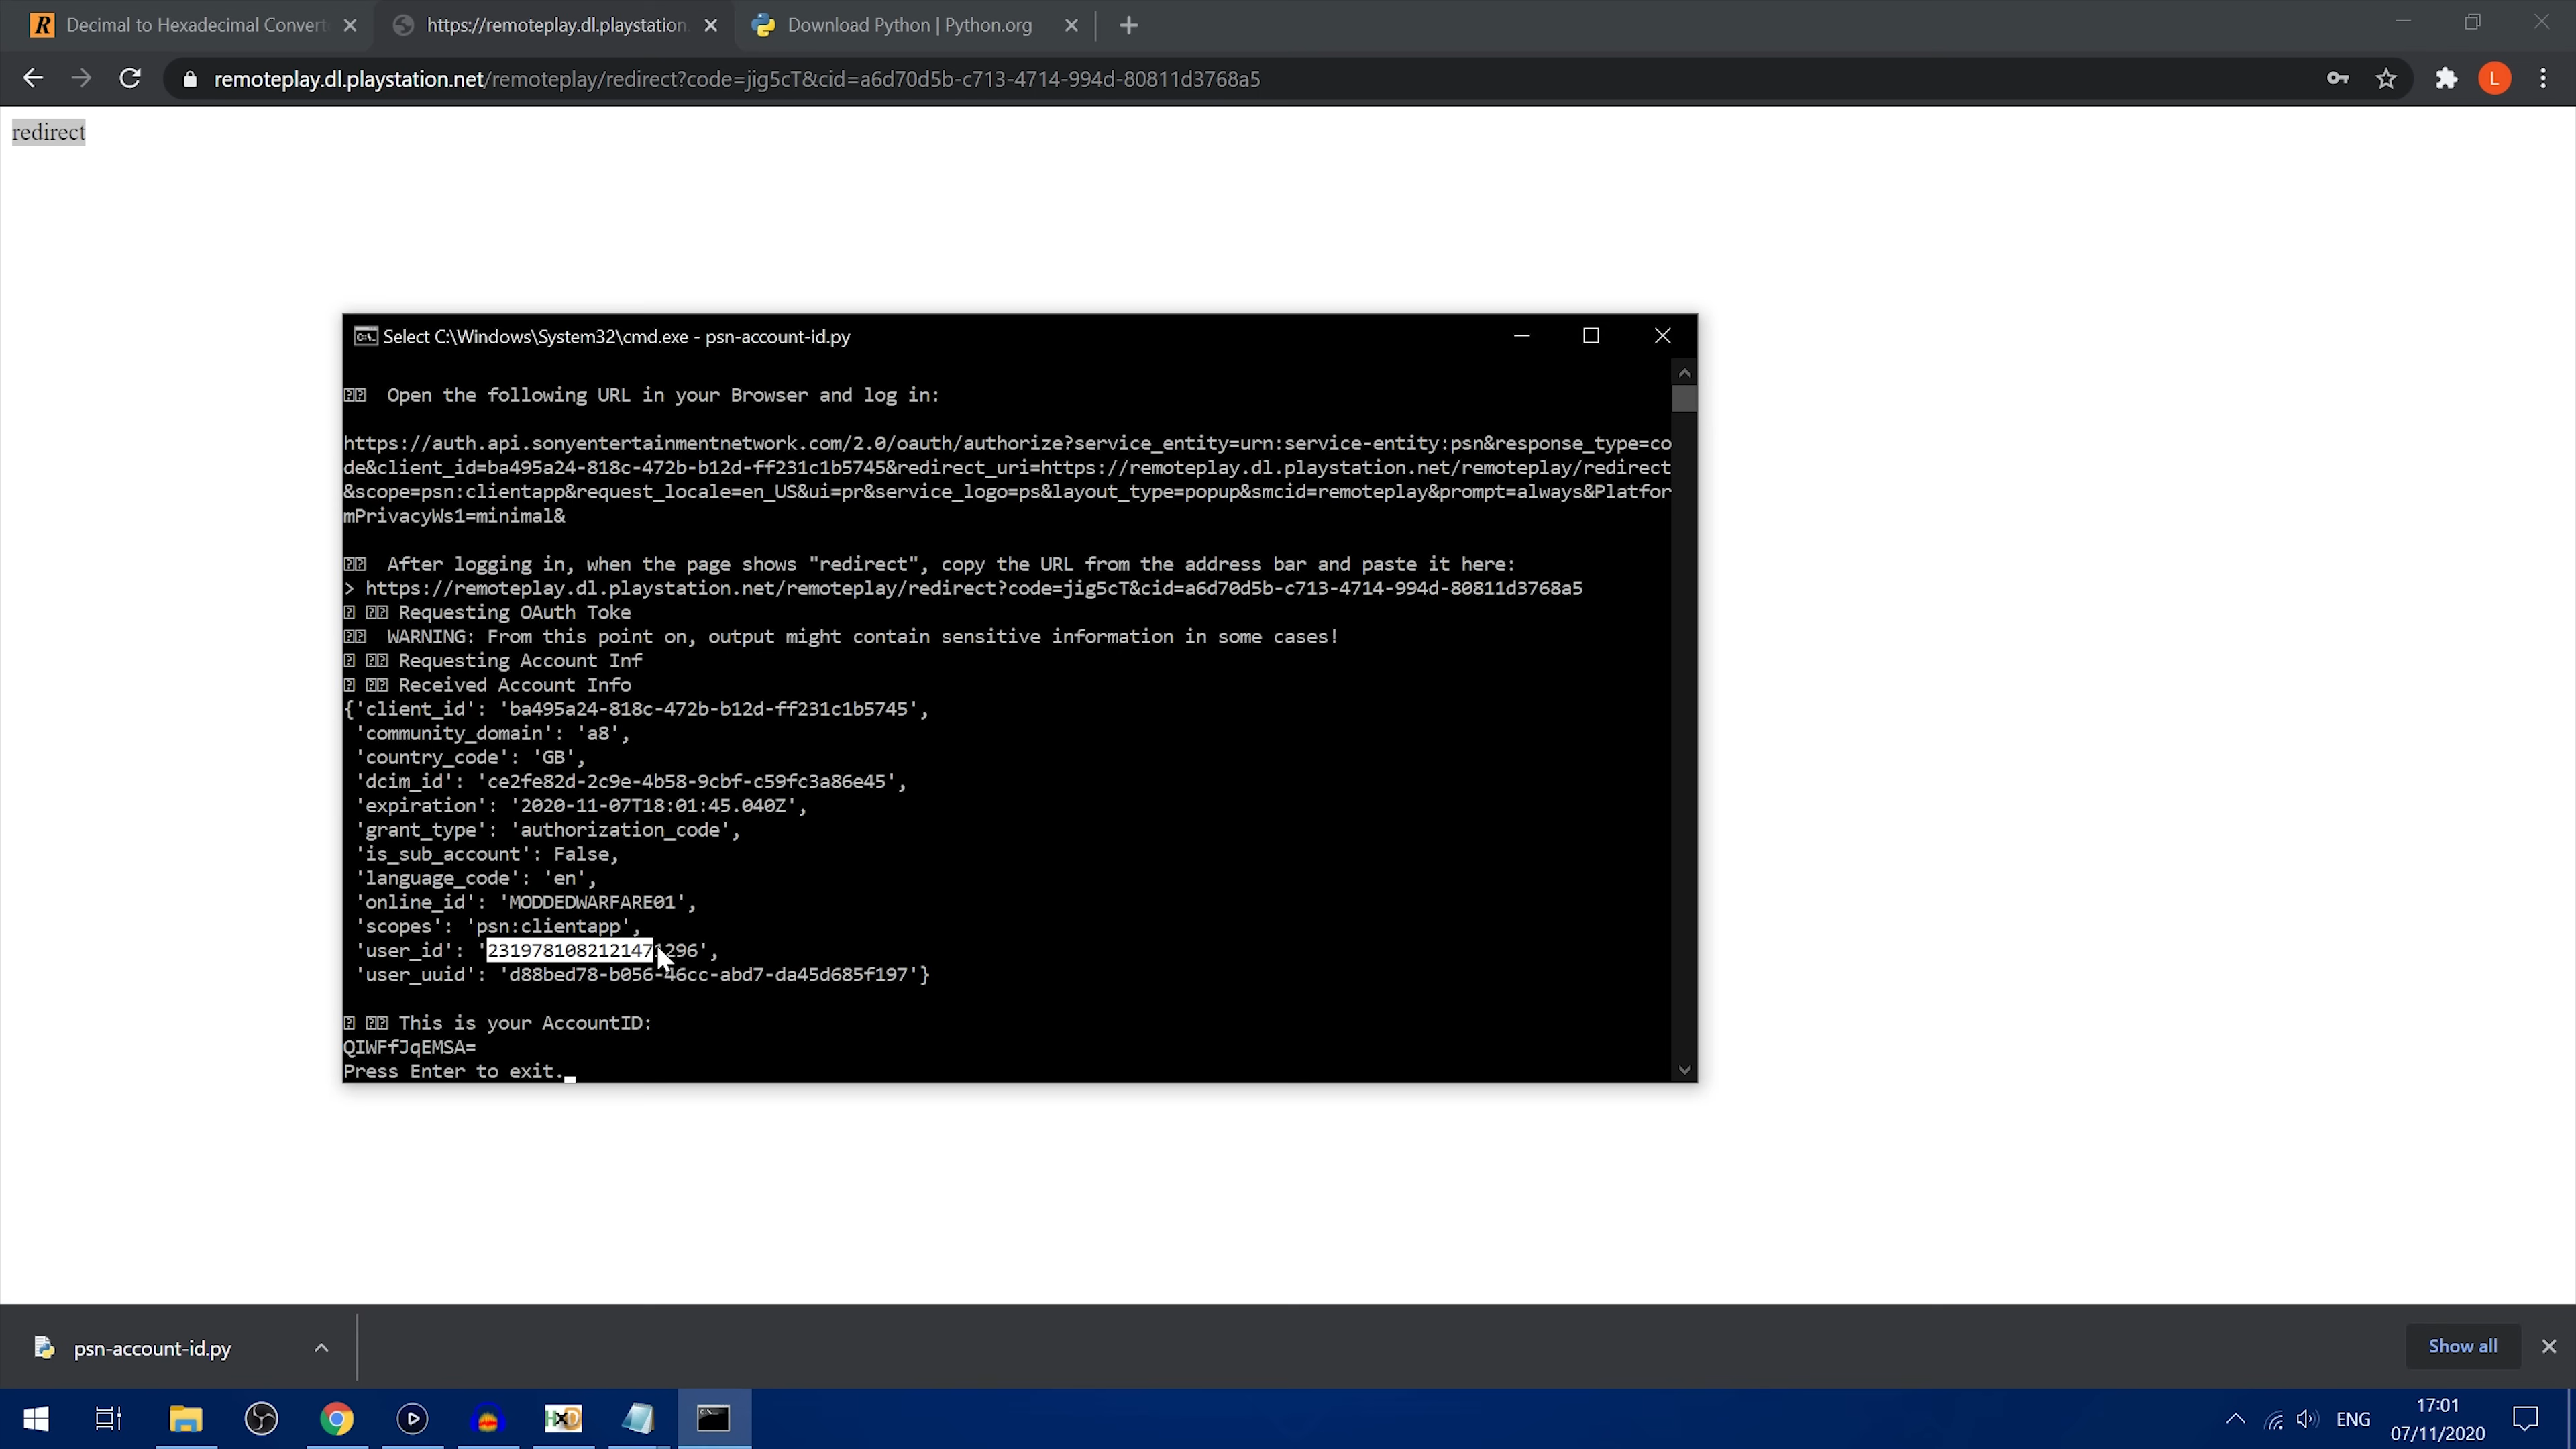 Decimal to Hexadecimal Convert
https://remoteplay.dl.playstation.
Download Python | Python.org
remoteplay.dl.playstation.net/remoteplay/redirect?code=jig5cT&cid=a6d70d5b-c713-4714-994d-80811d3768a5
L
redirect
Select C:\Windows\System32\cmd.exe - psn-account-id.py
Open the following URL in your Browser and log in:
https://auth.api.sonyentertainmentnetwork.com/2.0/oauth/authorize?service_entity=urn:service-entity:psn&response_type=co
de&client_id=ba495a24-818c-472b-b12d-ff231c1b5745&redirect_uri=https://remoteplay.dl.playstation.net/remoteplay/redirect
&scope=psn:clientapp&request_locale=en_US&ui=pr&service_logo=ps&layout_type=popup&smcid=remoteplay&prompt=always&Platfor
mPrivacyWs1=minimal&
After logging in, when the page shows "redirect", copy the URL from the address bar and paste it here:
> https://remoteplay.dl.playstation.net/remoteplay/redirect?code=jig5cT&cid=a6d70d5b-c713-4714-994d-80811d3768a5
Requesting OAuth Toke
WARNING: From this point on, output might contain sensitive information in some cases!
Requesting Account Inf
Received Account Info
{'client_id': 'ba495a24-818c-472b-b12d-ff231c1b5745',
'community_domain': 'a8',
'country_code': 'GB',
'dcim_id': 'ce2fe82d-2c9e-4b58-9cbf-c59fc3a86e45',
'expiration': '2020-11-07T18:01:45.040Z',
'grant_type': 'authorization_code',
'is_sub_account': False,
'language_code': 'en',
'online_id': 'MODDEDWARFARE01',
'scopes': 'psn:clientapp',
'user_id': '2319781082121471296',
'user_uuid': 'd88bed78-b056-46cc-abd7-da45d685f197'}
This is your AccountID:
QIWFfJqEMSA=
Press Enter to exit.
psn-account-id.py
Show all
HxD
ENG
17:01
07/11/2020